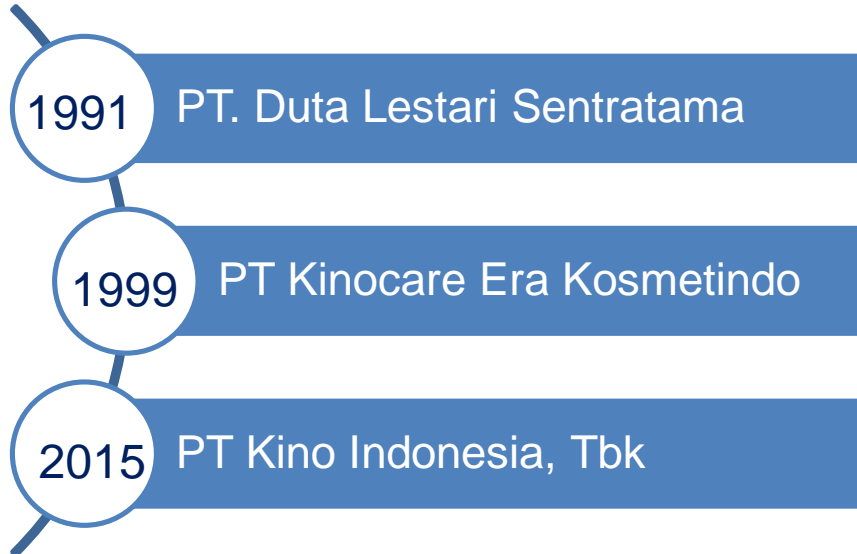 1991
PT. Duta Lestari Sentratama
1999
PT Kinocare Era Kosmetindo
2015
PT Kino Indonesia, Tbk